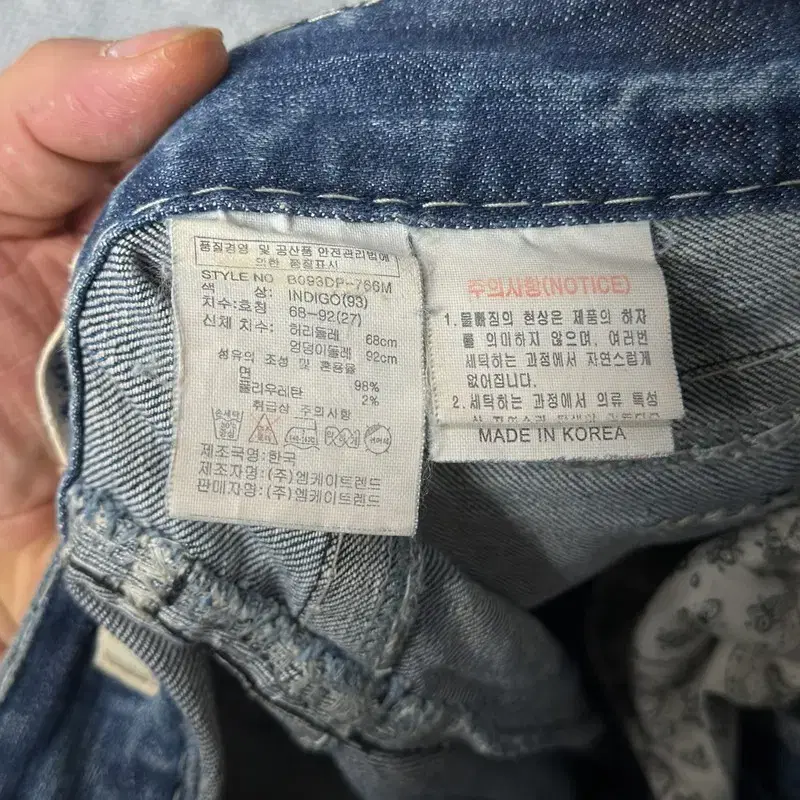 품질경영 및 공산품 안전관리법에
의한 품질표시
STYLE NO B093DP-766M
색 상: INDIGO(93)
치수:호칭 68-92(27)
신체 치수: 허리둘레 68cm
엉덩이둘레 92cm
섬유의 조성 및 혼용율
면 98%
폴리우레탄 2%
취급상 주의사항
제조국명:한국
제조자명:(주)엠케이트렌드
판매자명:(주)엠케이트렌드
주의사항(NOTICE)
1. 물빠짐의 현상은 제품의 하자
를 의미하지 않으며, 여러번
세탁하는 과정에서 자연스럽게
없어집니다.
2. 세탁하는 과정에서 의류 특성
MADE IN KOREA